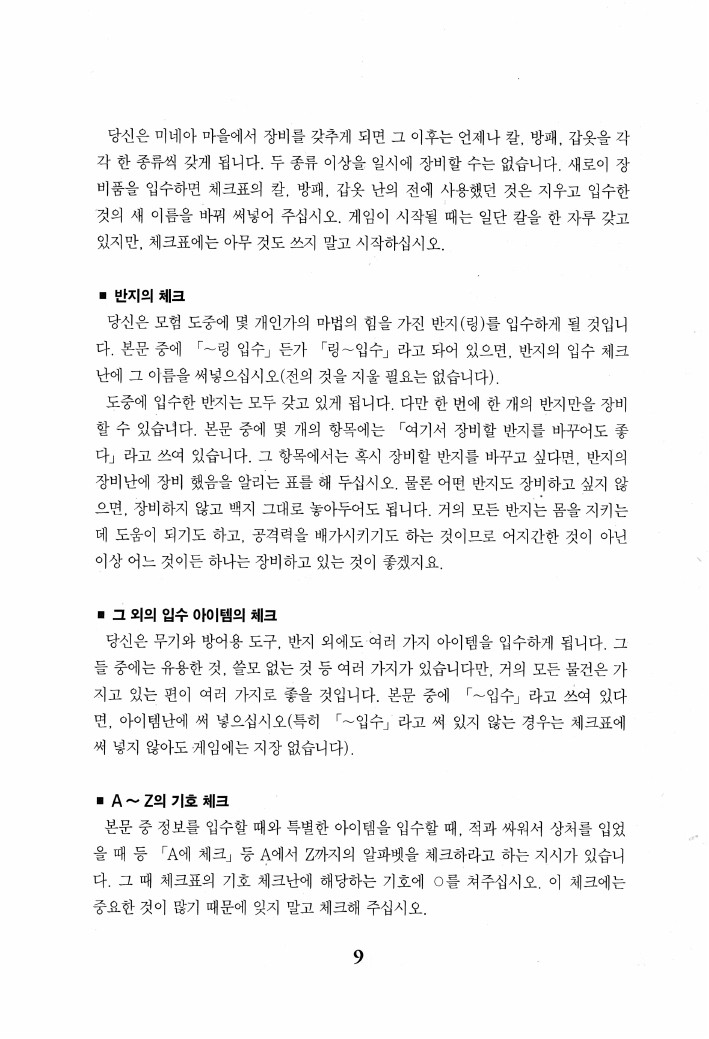 당신은 미네아 마을에서 장비를 갖추게 되면 그 이후는 언제나 칼, 방패, 갑옷을 각
각 한 종류씩 갖게 됩니다. 두 종류 이상을 일시에 장비할 수는 없습니다. 새로이 장
비품을 입수하면 체크표의 칼, 방패, 갑옷 난의 전에 사용했던 것은 지우고 입수한
것의 새 이름을 바꿔 써넣어 주십시오. 게임이 시작될 때는 일단 칼을 한 자루 갖고
있지만, 체크표에는 아무 것도 쓰지 말고 시작하십시오.
■ 반지의 체크
당신은 모험 도중에 몇 개인가의 마법의 힘을 가진 반지(링)를 입수하게 될 것입니
다. 본문 중에 「~링 입수」든가 「링~입수」라고 돠어 있으면, 반지의 입수 체크
난에 그 이름을 써넣으십시오(전의 것을 지울 필요는 없습니다).
도중에 입수한 반지는 모두 갖고 있게 됩니다. 다만 한 번에 한 개의 반지만을 장비
할 수 있습녀다. 본문 중에 몇 개의 항목에는 「여기서 장비할 반지를 바꾸어도 좋
다」라고 쓰여 있습니다. 그 항목에서는 혹시 장비할 반지를 바꾸고 싶다면, 반지의
장비난에 장비 했음을 알리는 표를 해 두십시오. 물론 어떤 반지도 장비하고 싶지 않
으면, 장비하지 않고 백지 그대로 놓아두어도 됩니다. 거의 모든 반지는 몸을 지키는
데 도움이 되기도 하고, 공격력을 배가시키기도 하는 것이므로 어지간한 것이 아닌
이상 어느 것이든 하나는 장비하고 있는 것이 좋겠지요.
■ 그 외의 입수 아이템의 체크
당신은 무기와 방어용 도구, 반지 외에도 여러 가지 아이템을 입수하게 됩니다. 그
들 중에는 유용한 것, 쓸모 없는 것 등 여러 가지가 있습니다만, 거의 모든 물건은 가
지고 있는 편이 여러 가지로 좋을 것입니다. 본문 중에 「~입수」라고 쓰여 있다
면, 아이템난에 써 넣으십시오(특히 「~입수」라고 써 있지 않는 경우는 체크표에
써 넣지 않아도 게임에는 지장 없습니다).
■ A ~ Z의 기호 체크
본문 중 정보를 입수할 때와 특별한 아이템을 입수할 때, 적과 싸워서 상처를 입었
을 때 등 「A에 체크」등 A에서 Z까지의 알파벳을 체크하라고 하는 지시가 있습니
다. 그 때 체크표의 기호 체크난에 해당하는 기호에 ○를 쳐주십시오. 이 체크에는
중요한 것이 많기 때문에 잊지 말고 체크해 주십시오.
9